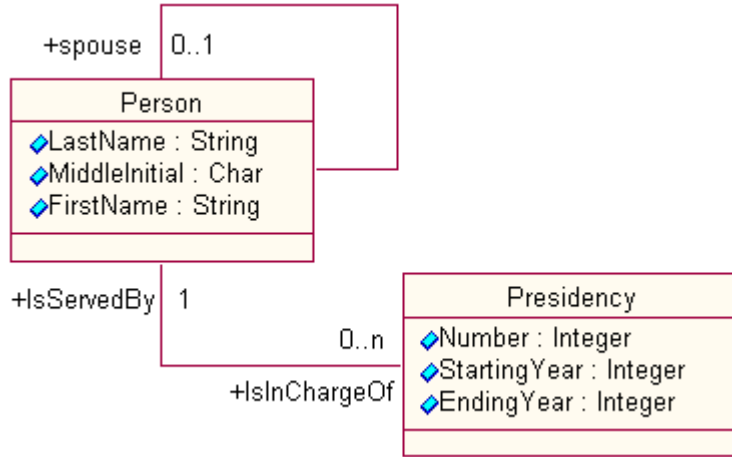 +spouse 0..1
Person
LastName : String
MiddleInitial : Char
FirstName : String
+IsServedBy 1
Presidency
0..n
Number : Integer
StartingYear : Integer
+IsInChargeOf
EndingYear : Integer